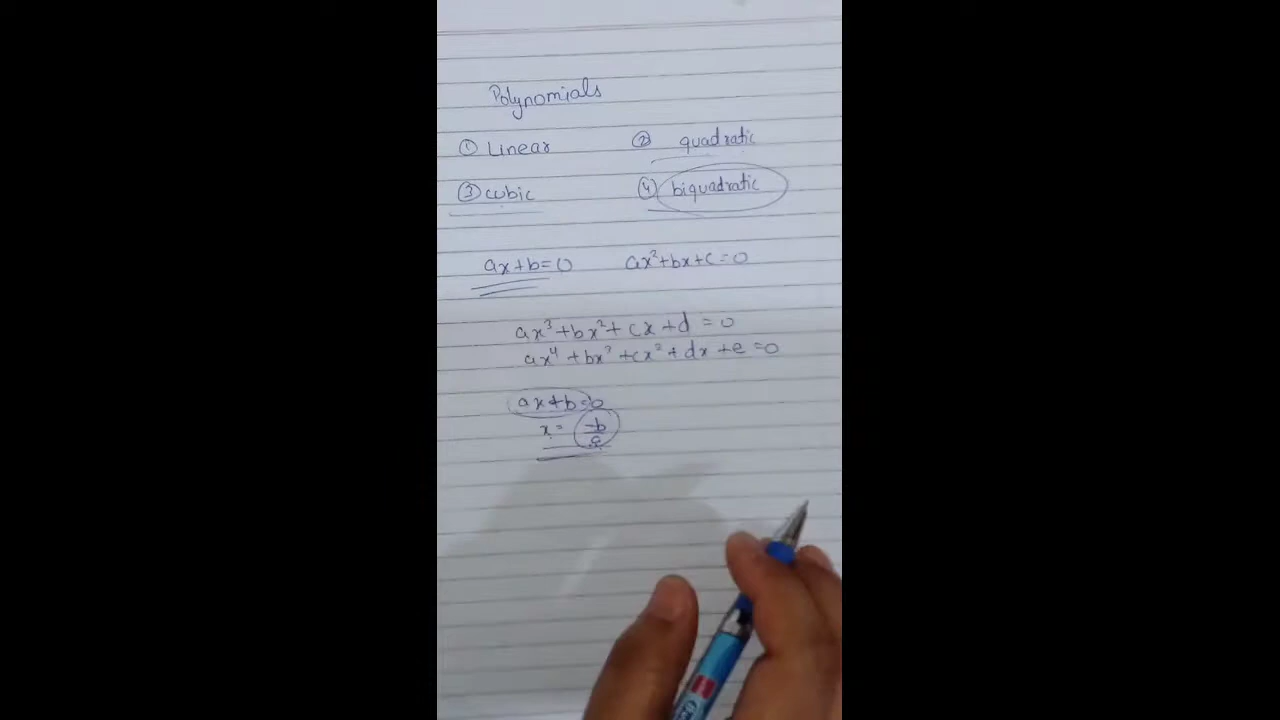 Polynomials
① Linear ② quadratic
③ cubic ④ biquadratic
ax+b=0 ax²+bx+c=0
ax³+bx²+cx+d=0
ax⁴+bx³+cx²+dx+e=0
ax+b=0
x= -b/a